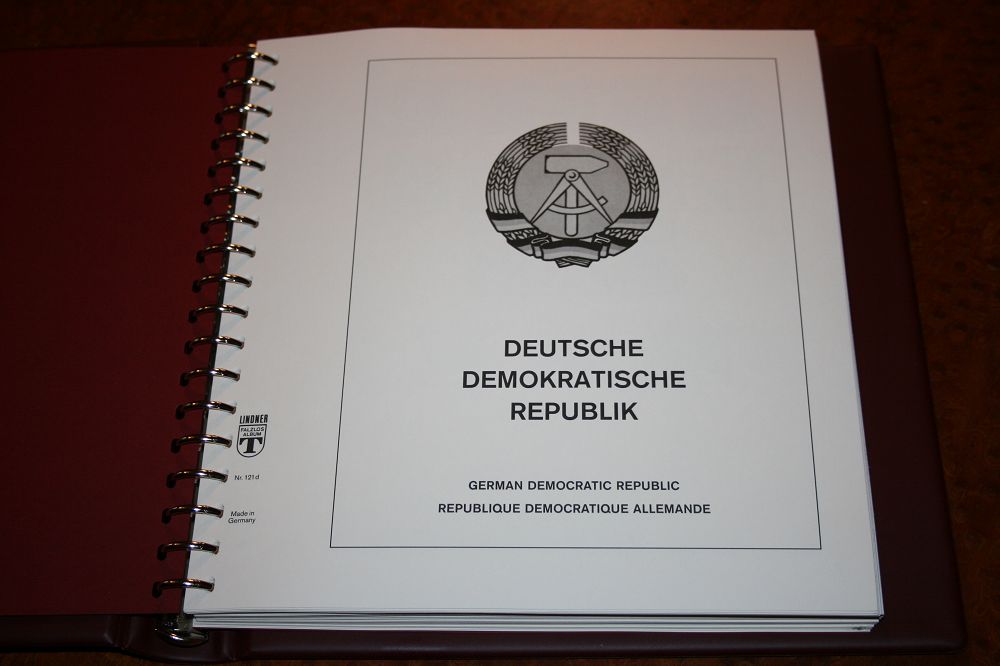 DEUTSCHE
DEMOKRATISCHE
REPUBLIK
GERMAN DEMOCRATIC REPUBLIC
REPUBLIQUE DEMOCRATIQUE ALLEMANDE
LINDNER
FALZLOS
ALBUM
T
Nr. 121d
Made in
Germany